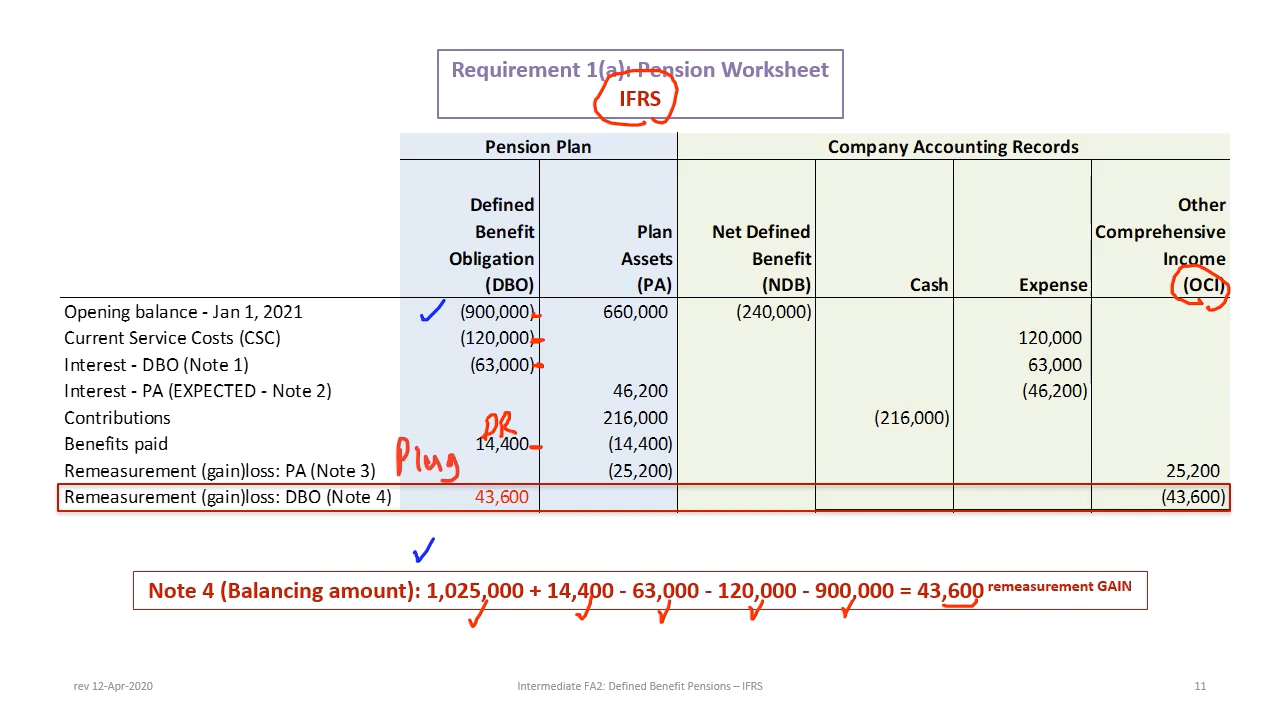 Requirement 1(a): Pension Worksheet
IFRS
Pension Plan Company Accounting Records
Defined Benefit Obligation (DBO) Plan Assets (PA) Net Defined Benefit (NDB) Cash Expense Other Comprehensive Income (OCI)
Opening balance - Jan 1, 2021 (900,000) 660,000 (240,000)
Current Service Costs (CSC) (120,000) 120,000
Interest - DBO (Note 1) (63,000) 63,000
Interest - PA (EXPECTED - Note 2) 46,200 (46,200)
Contributions 216,000 (216,000)
DR
Benefits paid 14,400 (14,400)
Plug
Remeasurement (gain)loss: PA (Note 3) (25,200) 25,200
Remeasurement (gain)loss: DBO (Note 4) 43,600 (43,600)
Note 4 (Balancing amount): 1,025,000 + 14,400 - 63,000 - 120,000 - 900,000 = 43,600 remeasurement GAIN
rev 12-Apr-2020 Intermediate FA2: Defined Benefit Pensions – IFRS 11